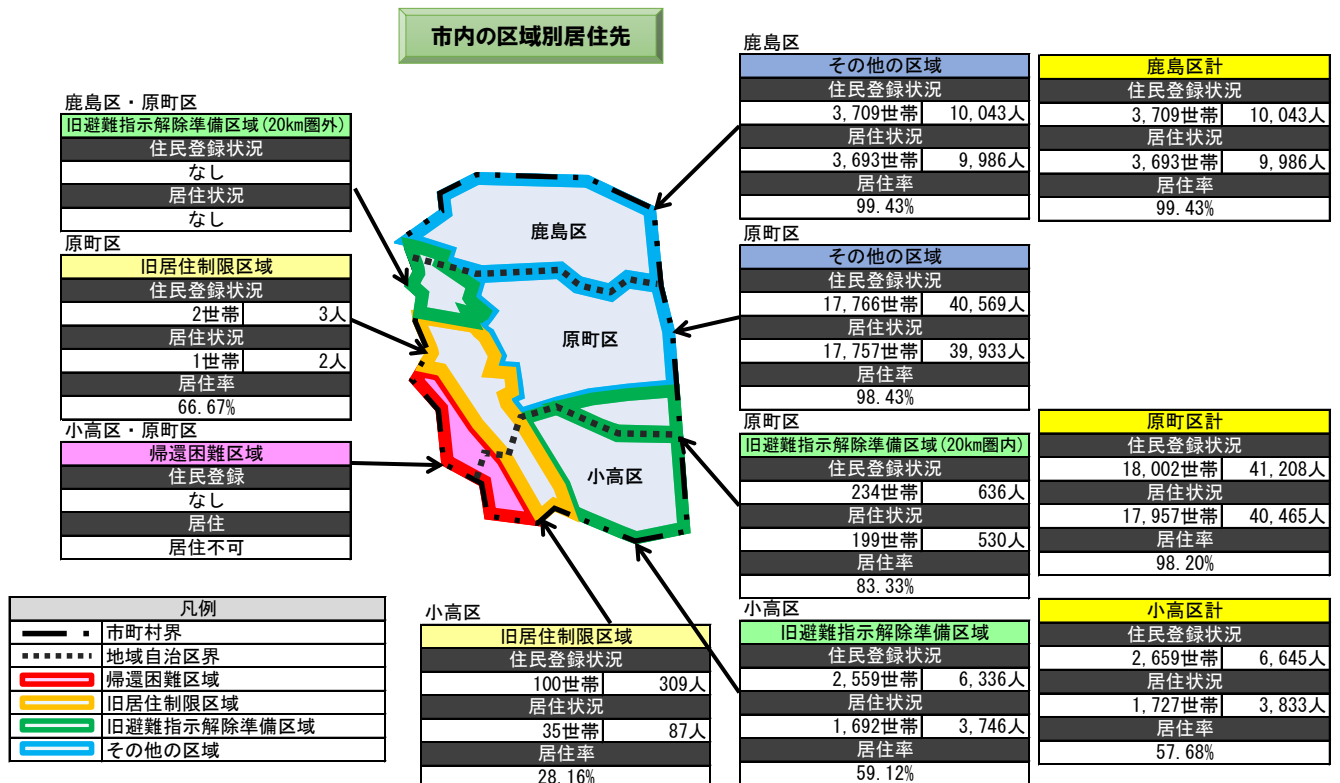 市内の区域別居住先
鹿島区・原町区
旧避難指示解除準備区域(20km圏外)
住民登録状況
なし
居住状況
なし
原町区
旧居住制限区域
住民登録状況
2世帯 3人
居住状況
1世帯 2人
居住率
66.67%
小高区・原町区
帰還困難区域
住民登録
なし
居住
居住不可
鹿島区
原町区
小高区
鹿島区
その他の区域
住民登録状況
3,709世帯 10,043人
居住状況
3,693世帯 9,986人
居住率
99.43%
鹿島区計
住民登録状況
3,709世帯 10,043人
居住状況
3,693世帯 9,986人
居住率
99.43%
原町区
その他の区域
住民登録状況
17,766世帯 40,569人
居住状況
17,757世帯 39,933人
居住率
98.43%
原町区
旧避難指示解除準備区域(20km圏内)
住民登録状況
234世帯 636人
居住状況
199世帯 530人
居住率
83.33%
原町区計
住民登録状況
18,002世帯 41,208人
居住状況
17,957世帯 40,465人
居住率
98.20%
凡例
市町村界
地域自治区界
帰還困難区域
旧居住制限区域
旧避難指示解除準備区域
その他の区域
小高区
旧居住制限区域
住民登録状況
100世帯 309人
居住状況
35世帯 87人
居住率
28.16%
小高区
旧避難指示解除準備区域
住民登録状況
2,559世帯 6,336人
居住状況
1,692世帯 3,746人
居住率
59.12%
小高区計
住民登録状況
2,659世帯 6,645人
居住状況
1,727世帯 3,833人
居住率
57.68%